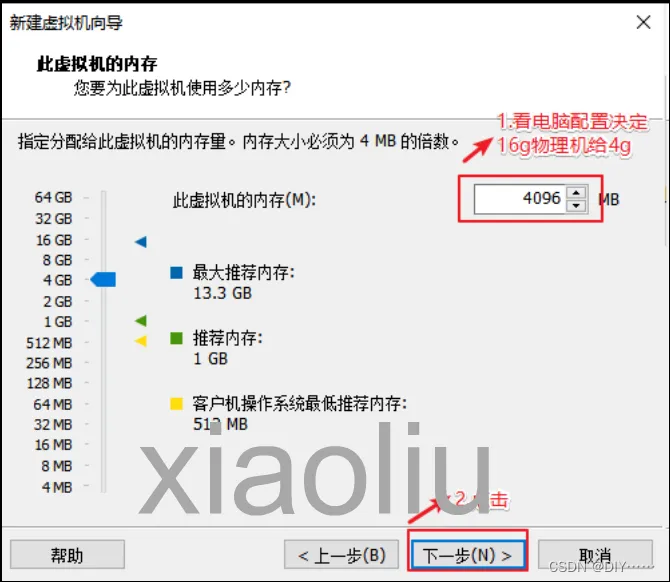 新建虚拟机向导
此虚拟机的内存
您要为此虚拟机使用多少内存?
1.看电脑配置决定
16g物理机给4g
指定分配给此虚拟机的内存量。内存大小必须为 4 MB 的倍数。
此虚拟机的内存(M):
4096
MB
64 GB
32 GB
16 GB
8 GB
4 GB
2 GB
1 GB
512 MB
256 MB
128 MB
64 MB
32 MB
16 MB
8 MB
4 MB
最大推荐内存:
13.3 GB
推荐内存:
1 GB
客户机操作系统最低推荐内存:
512 MB
xiaoliu
2 点击
帮助
< 上一步(B)
下一步(N) >
取消
CSDN @DIY……